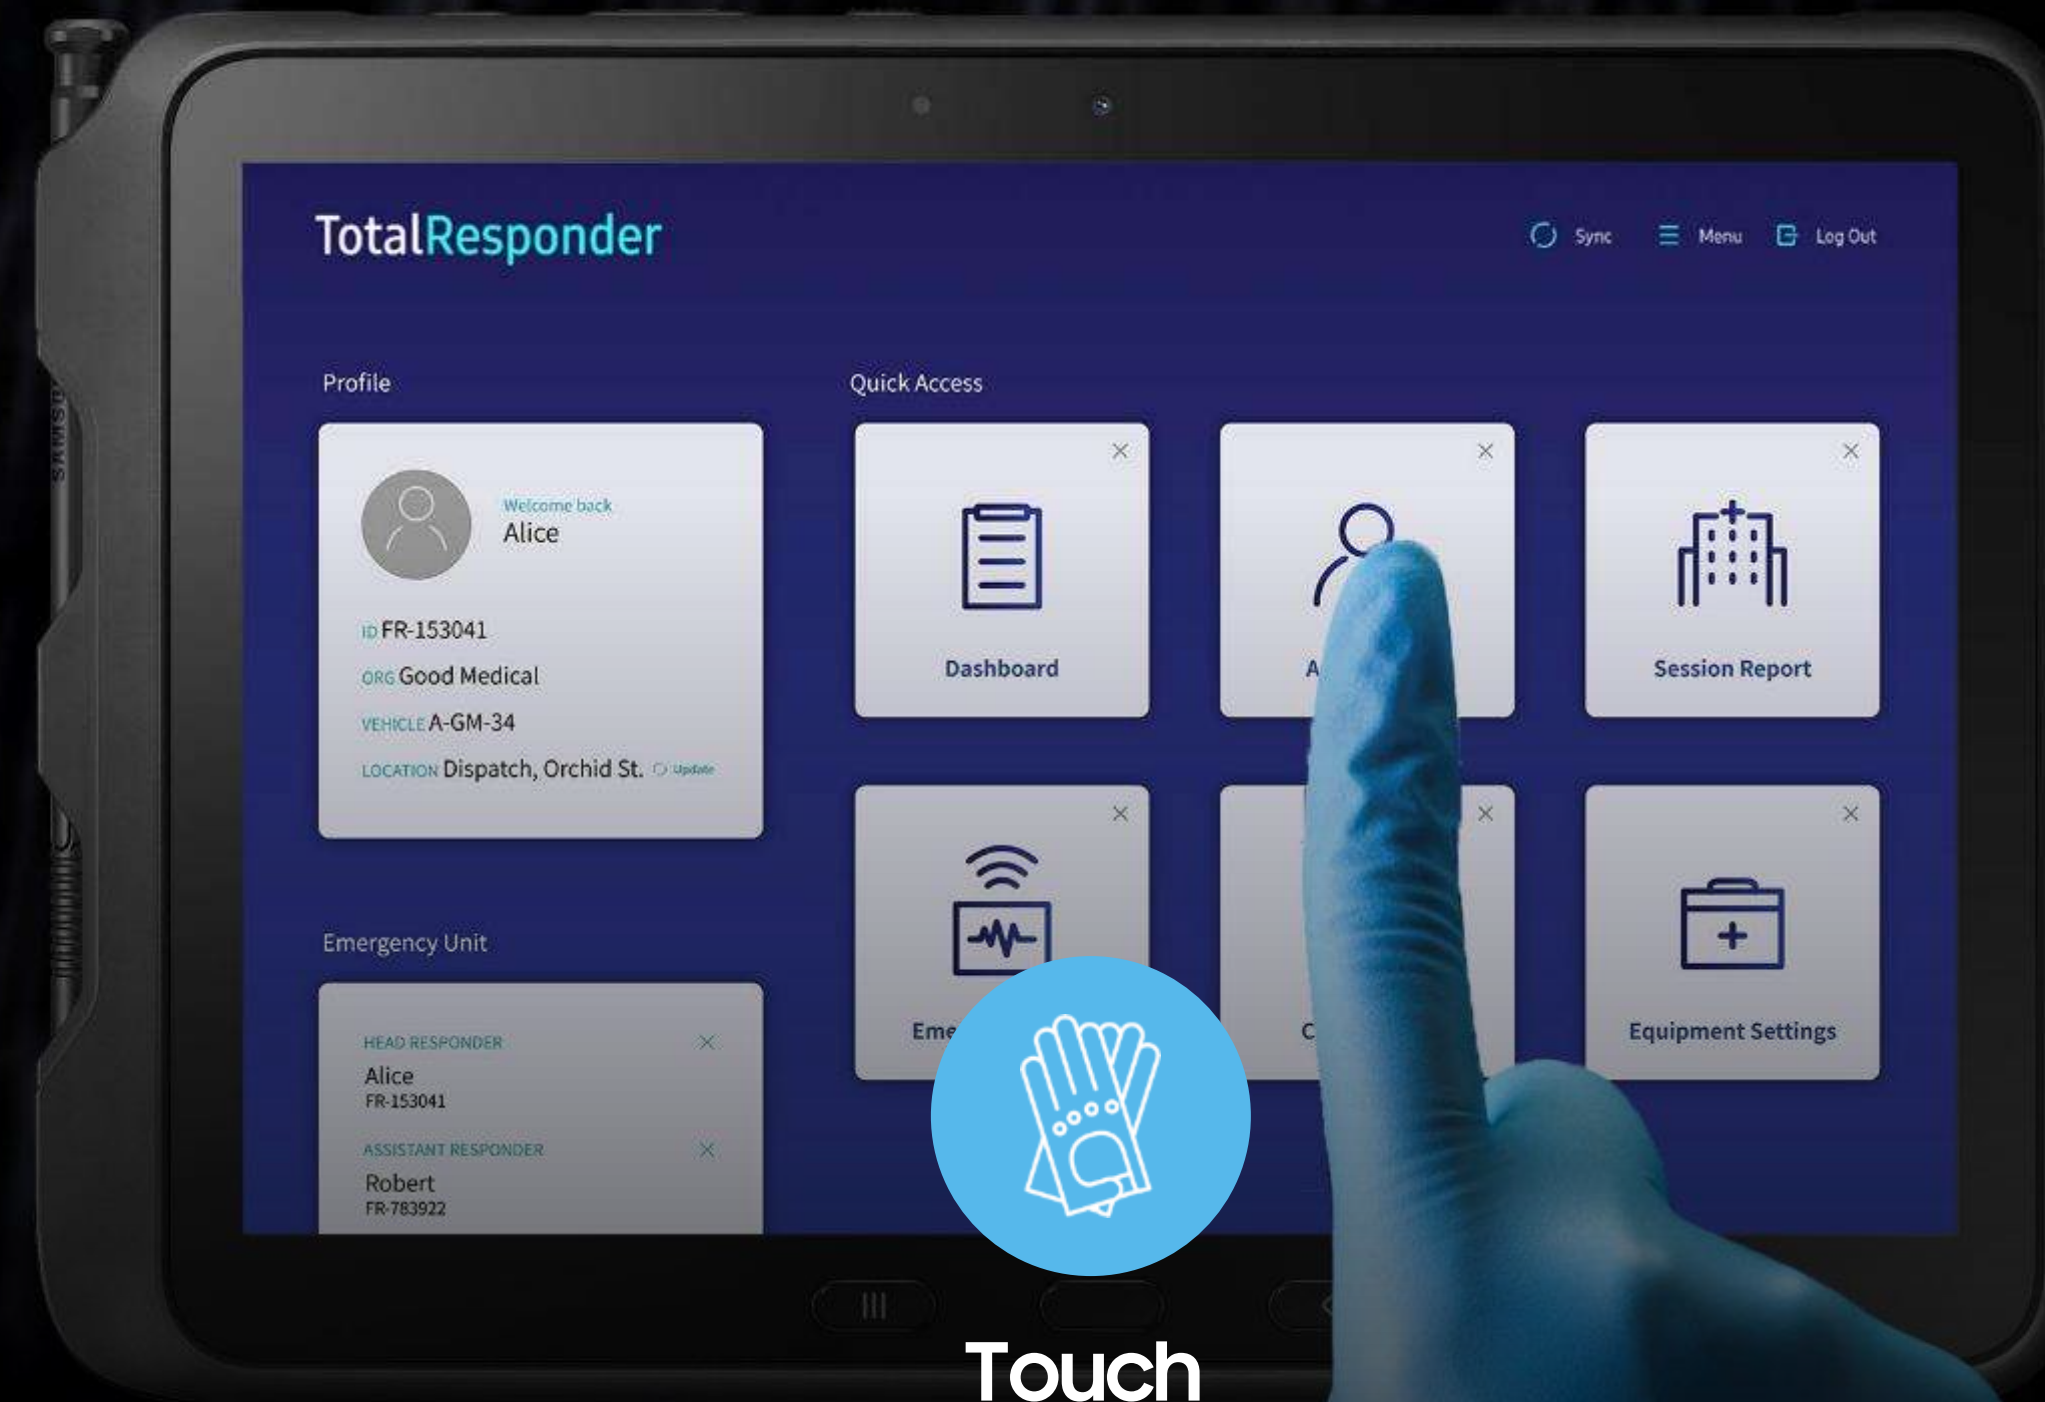 TotalResponder
Sync
Menu
Log Out
Profile
Quick Access
Welcome back
Alice
ID FR-153041
ORG Good Medical
VEHICLE A-GM-34
LOCATION Dispatch, Orchid St.
Update
Dashboard
Session Report
Equipment Settings
Emergency Unit
HEAD RESPONDER
Alice
FR-153041
ASSISTANT RESPONDER
Robert
FR-783922
SAMSUNG
Touch